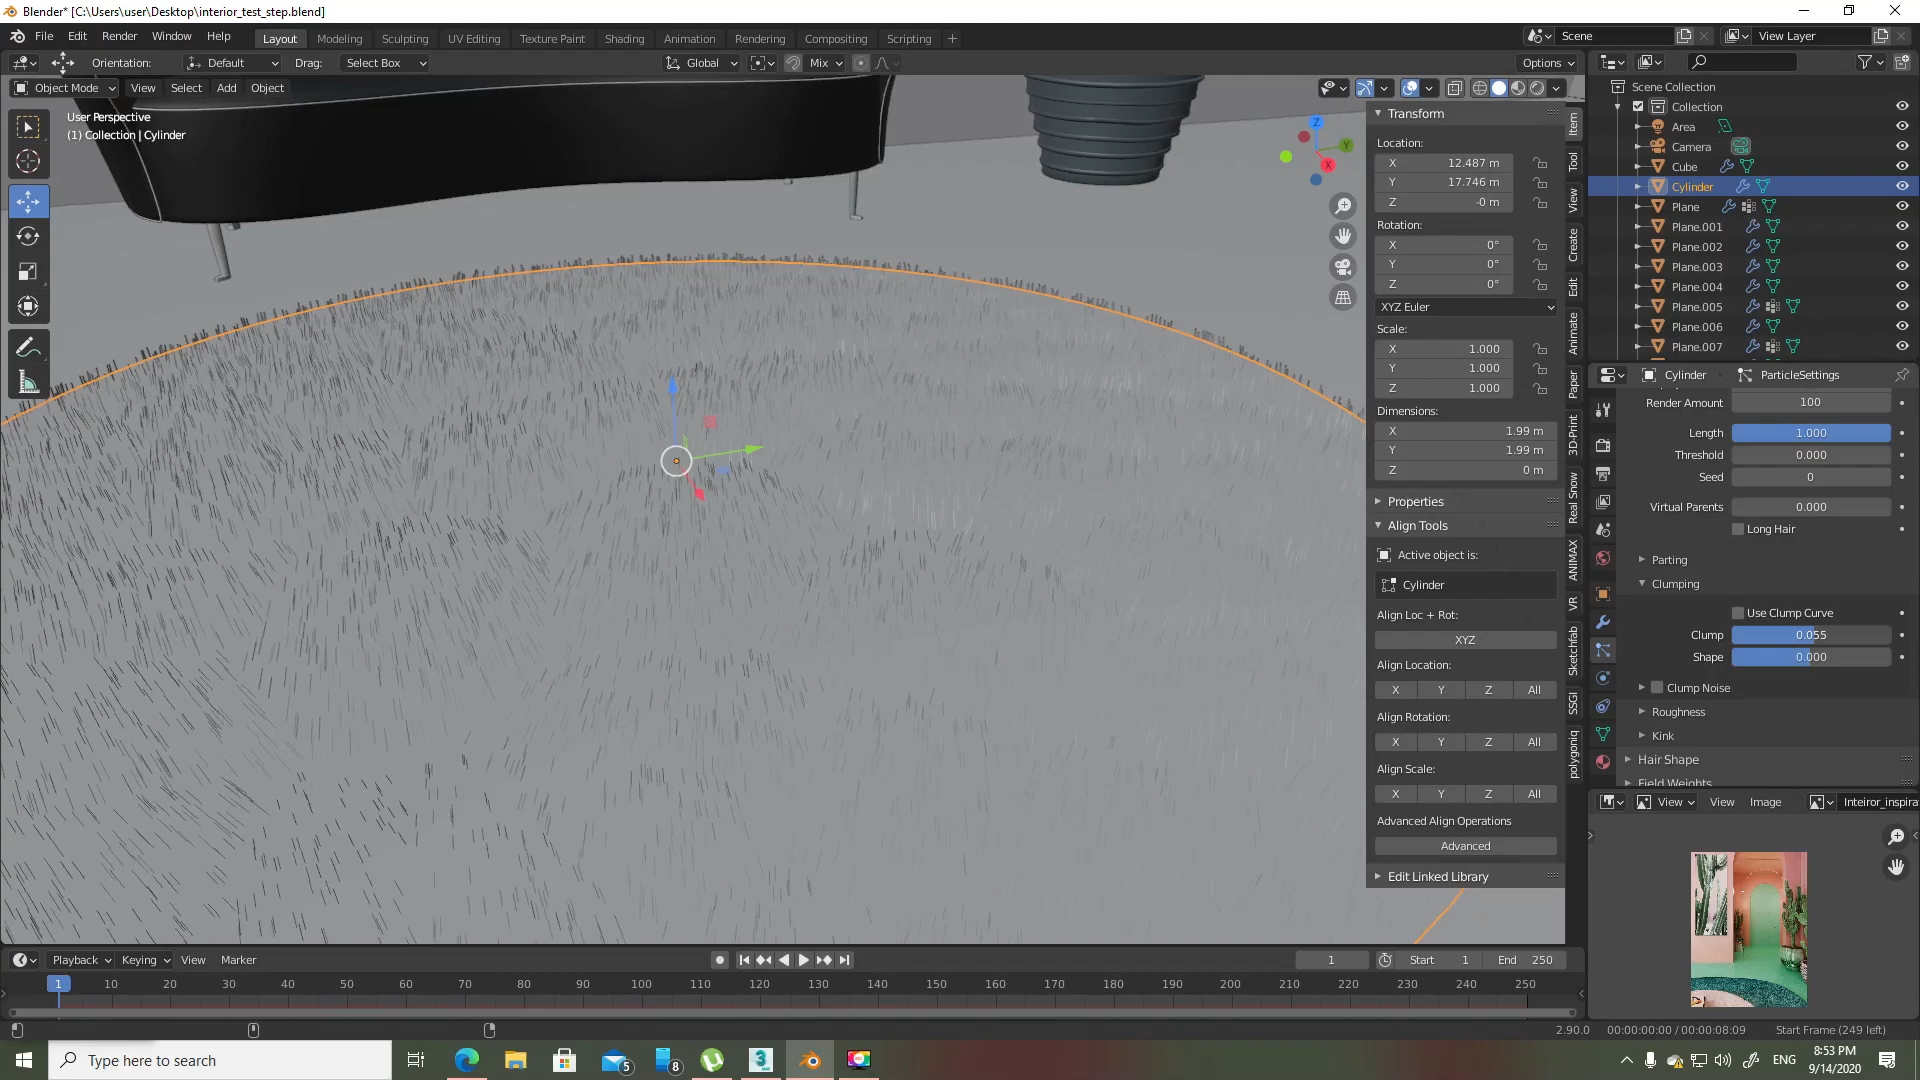 Blender* [C:\Users\user\Desktop\interior_test_step.blend]
File Edit Render Window Help Layout Modeling Sculpting UV Editing Texture Paint Shading Animation Rendering Compositing Scripting + Scene View Layer
Orientation: Default Drag: Select Box Global Mix Options
Object Mode View Select Add Object
User Perspective
(1) Collection | Cylinder
Z
Y
X
Transform
Location:
X 12.487 m
Y 17.746 m
Z -0 m
Rotation:
X 0°
Y 0°
Z 0°
XYZ Euler
Scale:
X 1.000
Y 1.000
Z 1.000
Dimensions:
X 1.99 m
Y 1.99 m
Z 0 m
Properties
Align Tools
Active object is:
Cylinder
Align Loc + Rot:
XYZ
Align Location:
X Y Z All
Align Rotation:
X Y Z All
Align Scale:
X Y Z All
Advanced Align Operations
Advanced
Edit Linked Library
Item
Tool
View
Create
Edit
Animate
Paper
3D-Print
Real Snow
ANIMAX
VR
Sketchfab
SSGI
polygoniq
Scene Collection
Collection
Area
Camera
Cube
Cylinder
Plane
Plane.001
Plane.002
Plane.003
Plane.004
Plane.005
Plane.006
Plane.007
Cylinder ParticleSettings
Render Amount 100
Length 1.000
Threshold 0.000
Seed 0
Virtual Parents 0.000
Long Hair
Parting
Clumping
Use Clump Curve
Clump 0.055
Shape 0.000
Clump Noise
Roughness
Kink
Hair Shape
Field Weights
View View Image Inteiror_inspira
Playback Keying View Marker 1 Start 1 End 250
1 10 20 30 40 50 60 70 80 90 100 110 120 130 140 150 160 170 180 190 200 210 220 230 240 250
2.90.0 00:00:00:00 / 00:00:08:09 Start Frame (249 left)
Type here to search 5 8 3 ENG 8:53 PM
9/14/2020